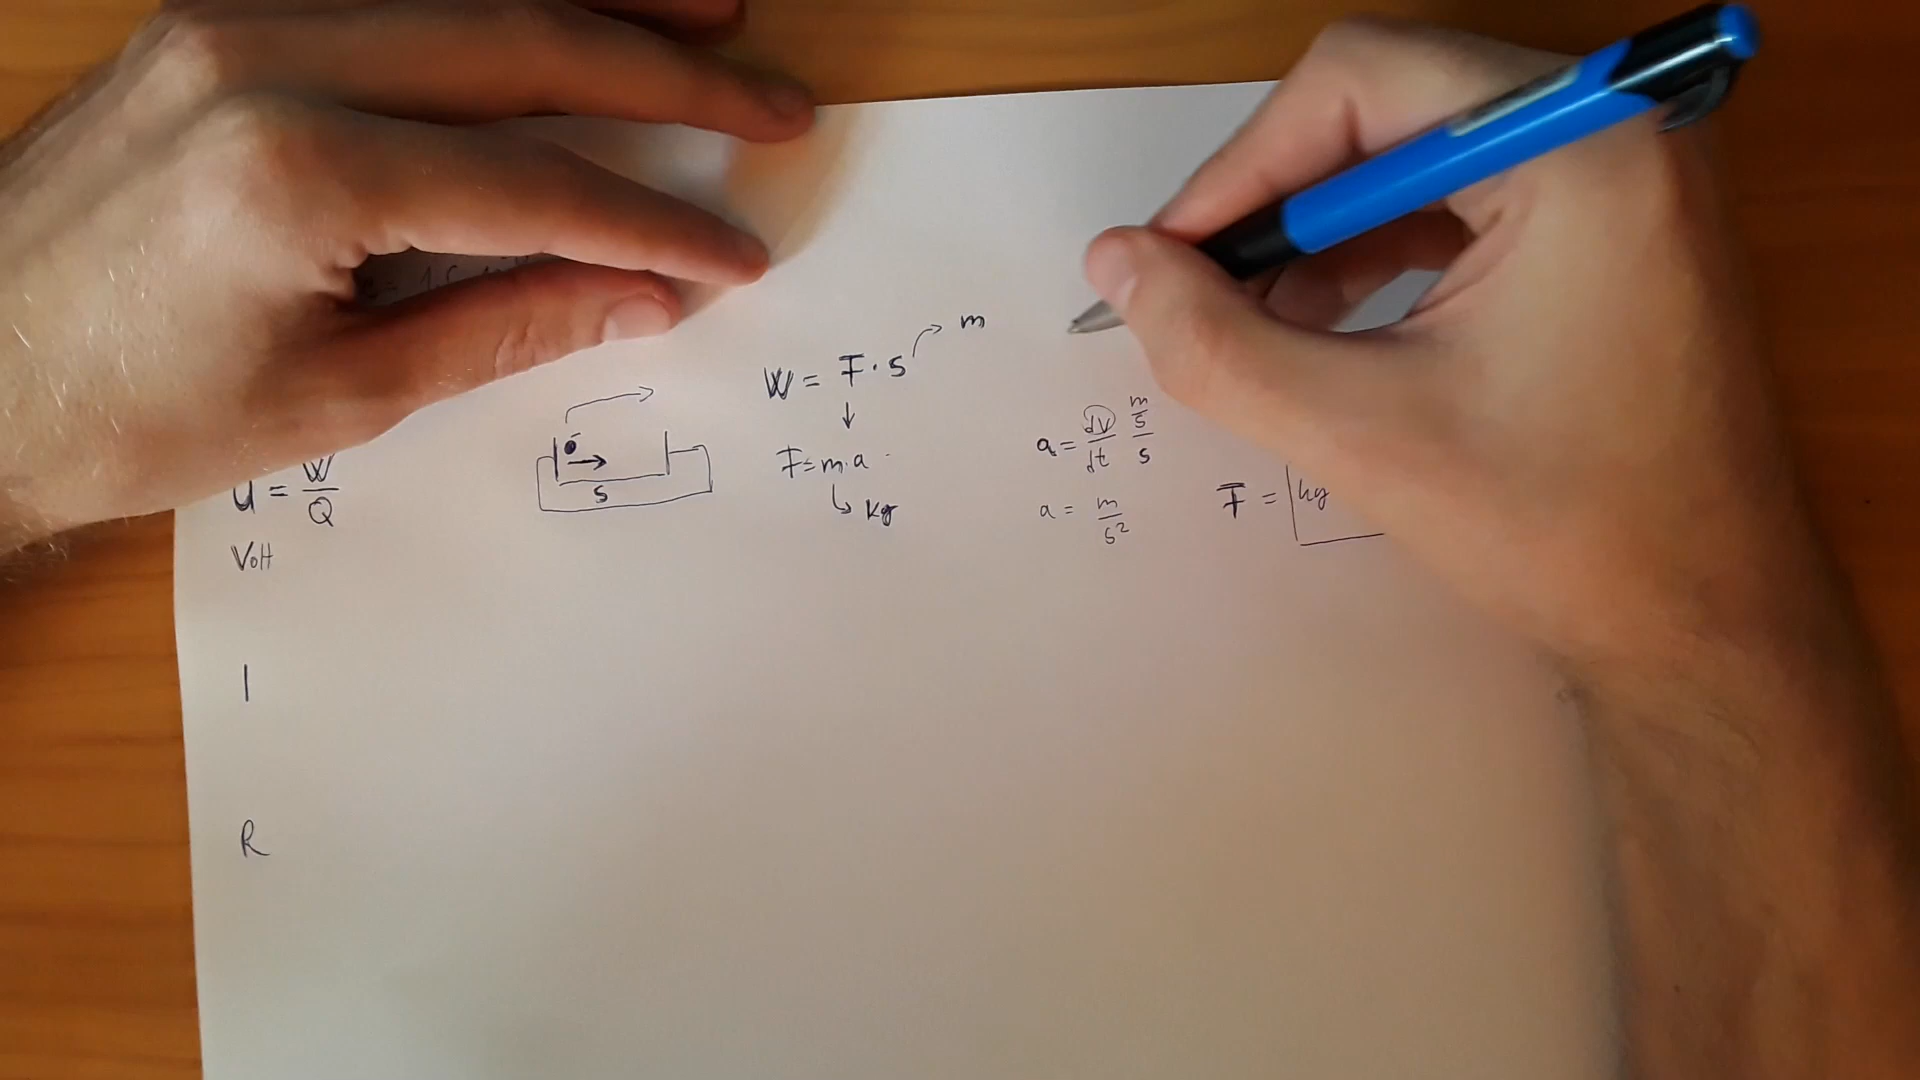 W = F · s → m
↓
F = m · a
↳ kg
s
a = dv/dt m/s/s
a = m/s²
F = kg
U = W/Q
Volt
I
R